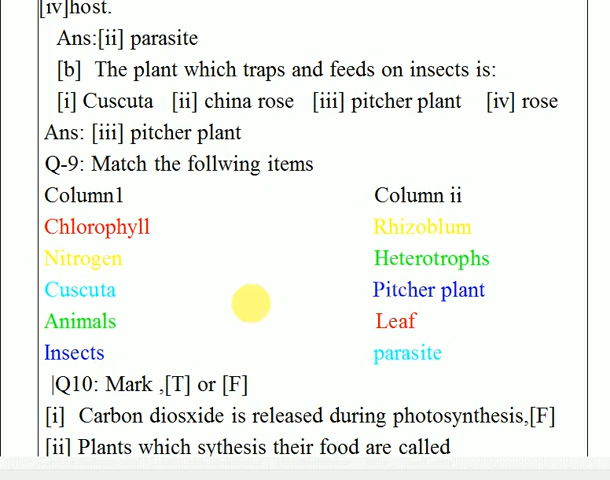 [iv]host.
Ans:[ii] parasite
[b] The plant which traps and feeds on insects is:
[i] Cuscuta [ii] china rose [iii] pitcher plant [iv] rose
Ans: [iii] pitcher plant
Q-9: Match the follwing items
Column1 Column ii
Chlorophyll Rhizoblum
Nitrogen Heterotrophs
Cuscuta Pitcher plant
Animals Leaf
Insects parasite
|Q10: Mark ,[T] or [F]
[i] Carbon diosxide is released during photosynthesis,[F]
[ii] Plants which sythesis their food are called